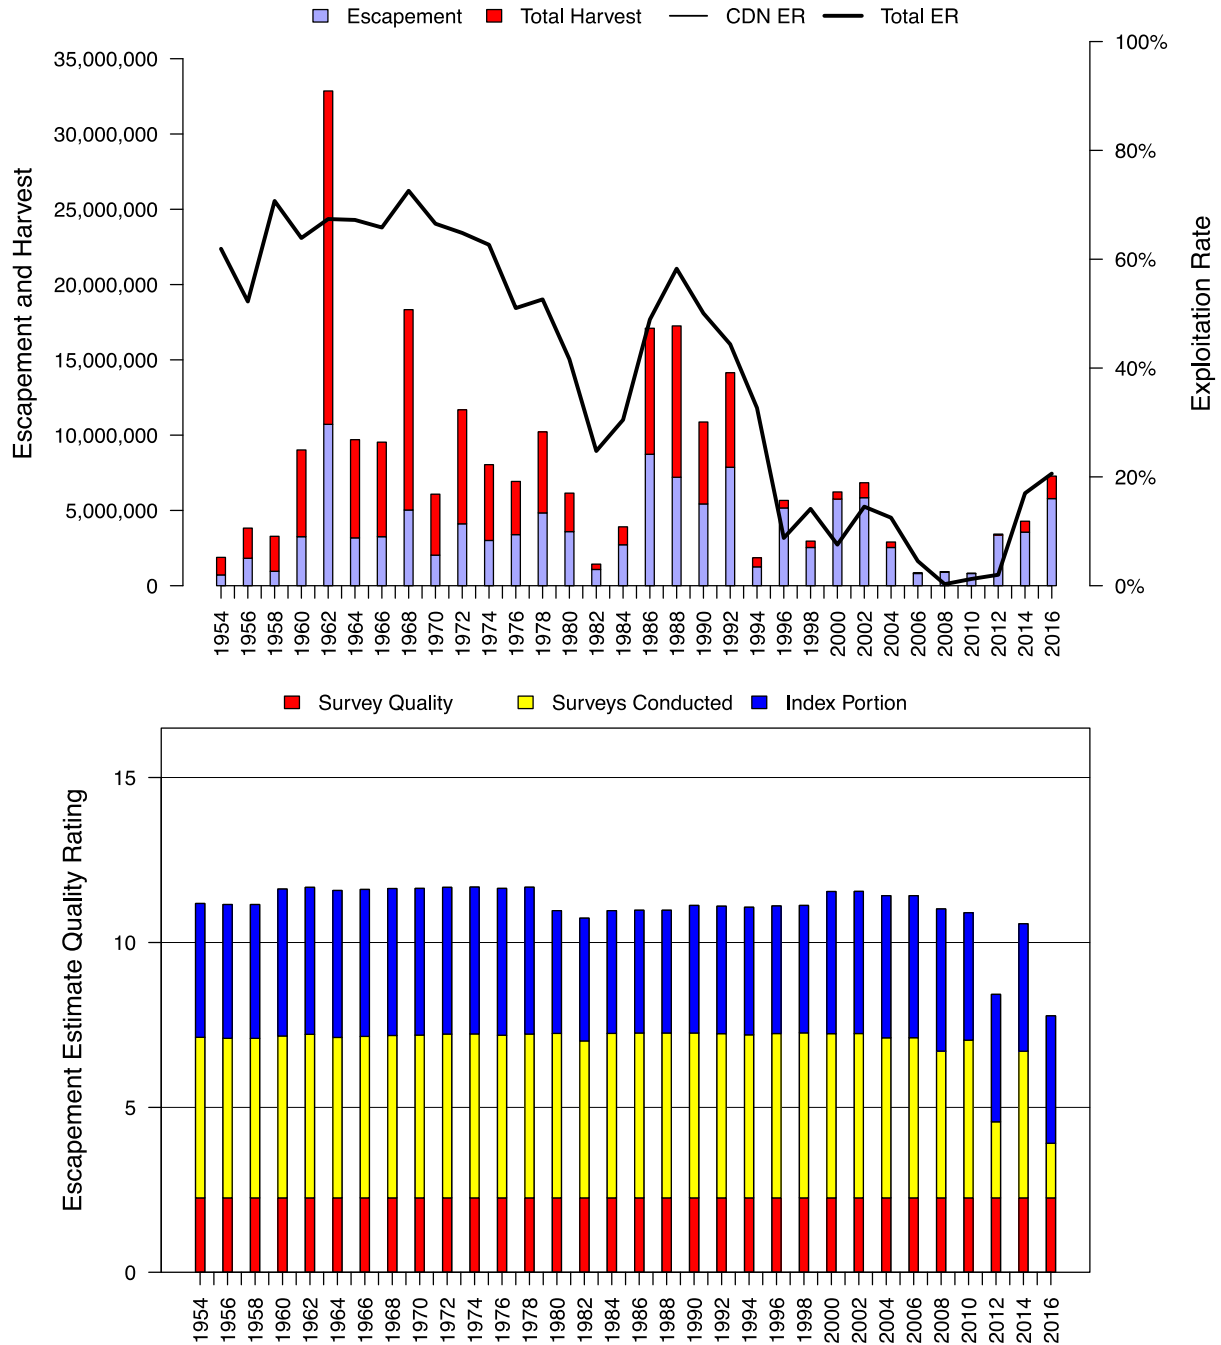 Escapement Total Harvest CDN ER Total ER
35,000,000
30,000,000
25,000,000
20,000,000
15,000,000
10,000,000
5,000,000
0
Escapement and Harvest
100%
80%
60%
40%
20%
0%
Exploitation Rate
1954 1956 1958 1960 1962 1964 1966 1968 1970 1972 1974 1976 1978 1980 1982 1984 1986 1988 1990 1992 1994 1996 1998 2000 2002 2004 2006 2008 2010 2012 2014 2016
Survey Quality Surveys Conducted Index Portion
15
10
5
0
Escapement Estimate Quality Rating
1954 1956 1958 1960 1962 1964 1966 1968 1970 1972 1974 1976 1978 1980 1982 1984 1986 1988 1990 1992 1994 1996 1998 2000 2002 2004 2006 2008 2010 2012 2014 2016